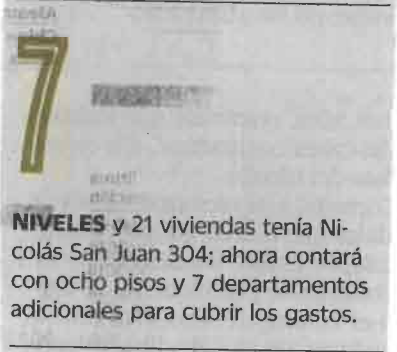 7
NIVELES y 21 viviendas tenía Ni-
colás San Juan 304; ahora contará
con ocho pisos y 7 departamentos
adicionales para cubrir los gastos.